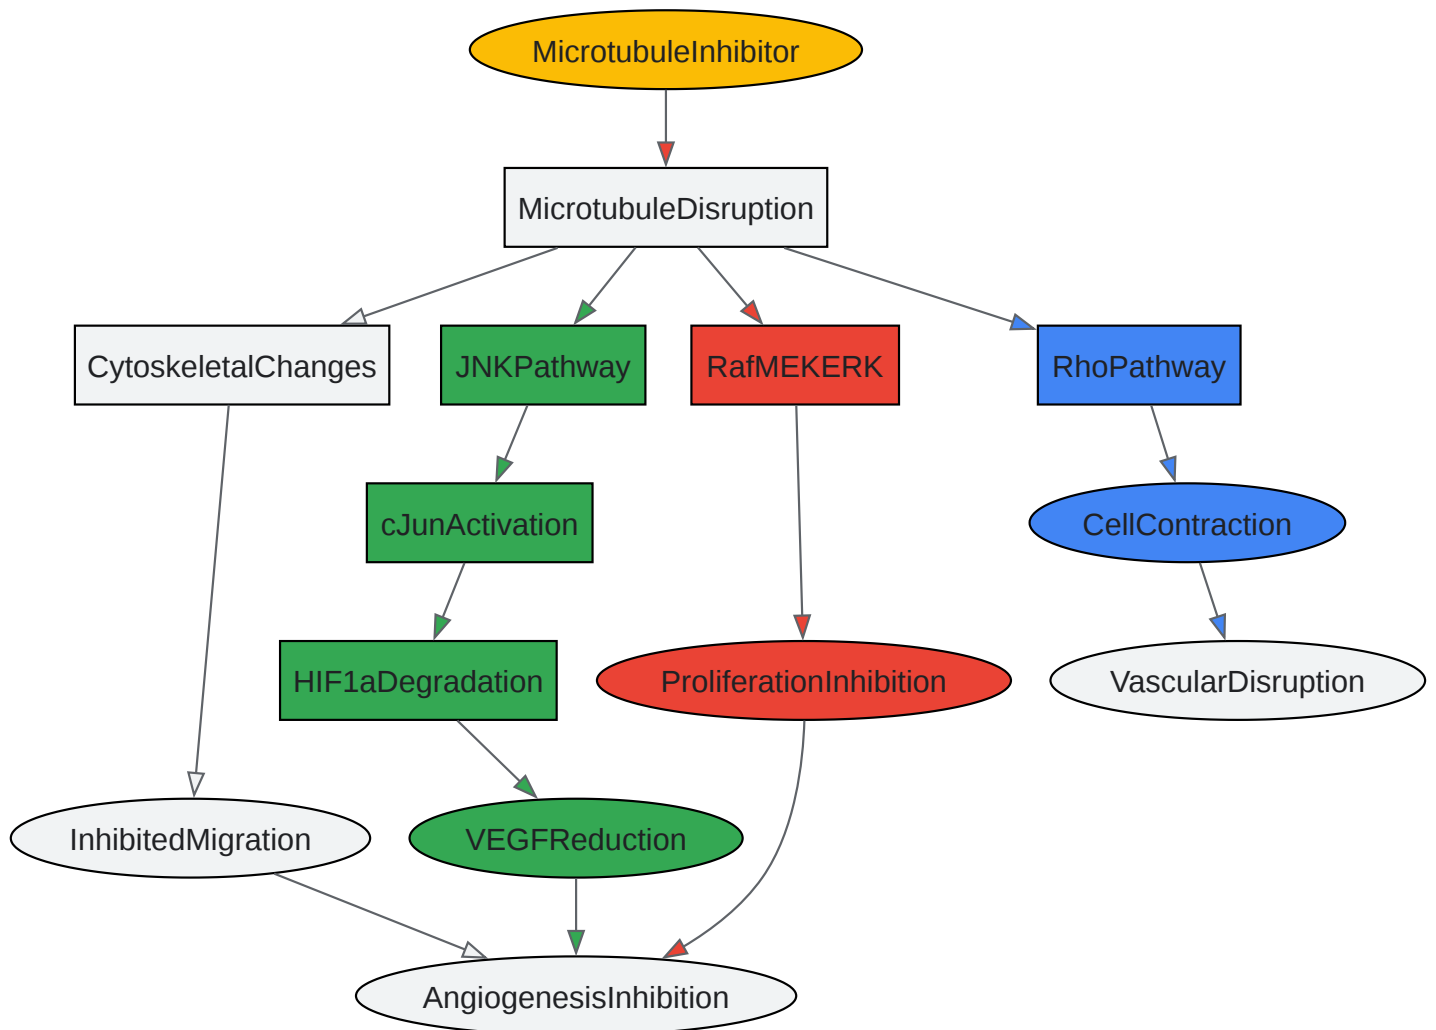 MicrotubuleInhibitor
MicrotubuleDisruption
CytoskeletalChanges
JNKPathway
RafMEKERK
RhoPathway
cJunActivation
CellContraction
HIF1aDegradation
ProliferationInhibition
VascularDisruption
InhibitedMigration
VEGFReduction
AngiogenesisInhibition